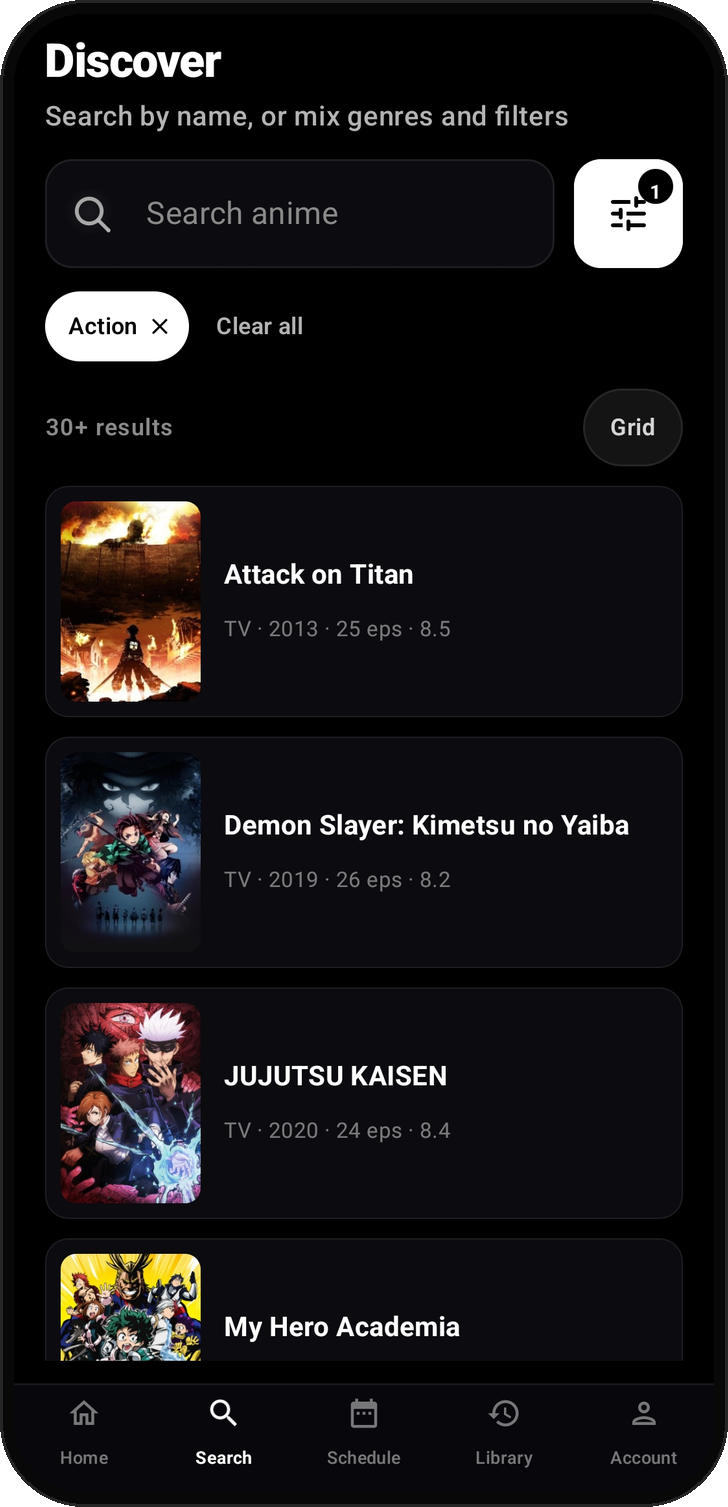 Discover
Search by name, or mix genres and filters
Search anime
1
Action
Clear all
30+ results
Grid
Attack on Titan
TV · 2013 · 25 eps · 8.5
Demon Slayer: Kimetsu no Yaiba
TV · 2019 · 26 eps · 8.2
JUJUTSU KAISEN
TV · 2020 · 24 eps · 8.4
My Hero Academia
Home
Search
Schedule
Library
Account